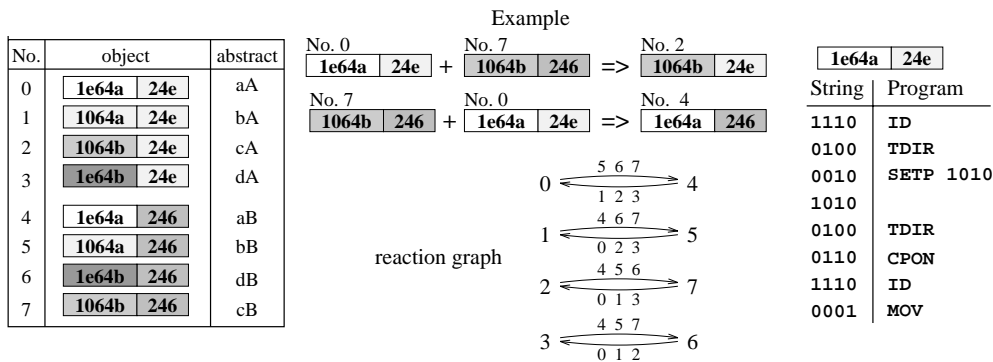 No. object abstract
0 1e64a 24e aA
1 1064a 24e bA
2 1064b 24e cA
3 1e64b 24e dA
4 1e64a 246 aB
5 1064a 246 bB
6 1e64b 246 dB
7 1064b 246 cB
Example
No. 0 No. 7 No. 2
1e64a 24e + 1064b 246 => 1064b 24e
No. 7 No. 0 No. 4
1064b 246 + 1e64a 24e => 1e64a 246
reaction graph
5 6 7
0 4
1 2 3
4 6 7
1 5
0 2 3
4 5 6
2 7
0 1 3
4 5 7
3 6
0 1 2
1e64a 24e
String Program
1110 ID
0100 TDIR
0010 SETP 1010
1010
0100 TDIR
0110 CPON
1110 ID
0001 MOV